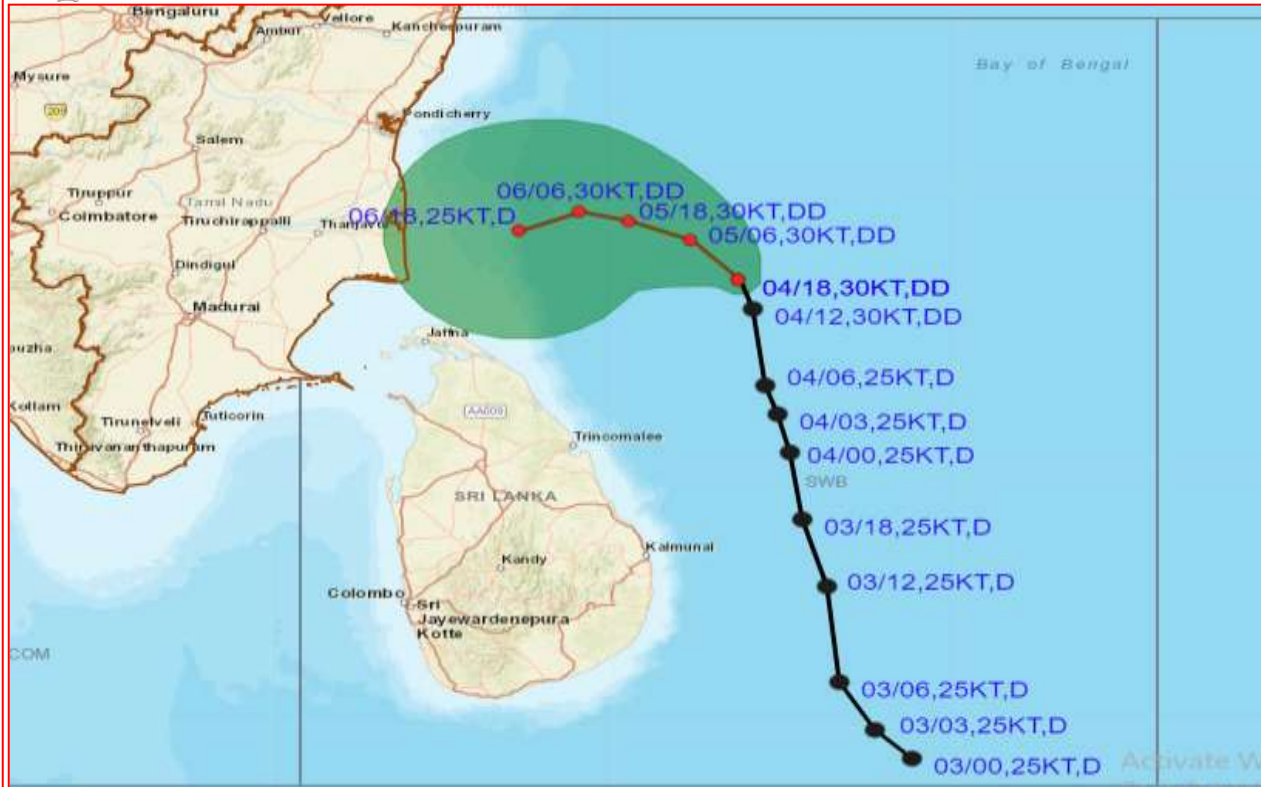 Bengaluru
Vellore
Ambur
Kancheepuram
Bay of Bengal
Mysure
209
Pondicherry
Salem
Tiruppur
Tamil Nadu
Coimbatore
Tiruchirappalli
Thanjavu
06/06,30KT,DD
06/18,25KT,D
05/18,30KT,DD
05/06,30KT,DD
Dindigul
04/18,30KT,DD
Madurai
04/12,30KT,DD
Jaffna
ouzha
04/06,25KT,D
Kollam
Tirunelveli
Tuticorin
AA009
04/03,25KT,D
Thiruvananthapuram
Trincomalee
04/00,25KT,D
SWB
SRI LANKA
03/18,25KT,D
Kalmunai
Kandy
03/12,25KT,D
Colombo
Sri
Jayewardenepura
Kotte
COM
03/06,25KT,D
03/03,25KT,D
03/00,25KT,D
Activate W